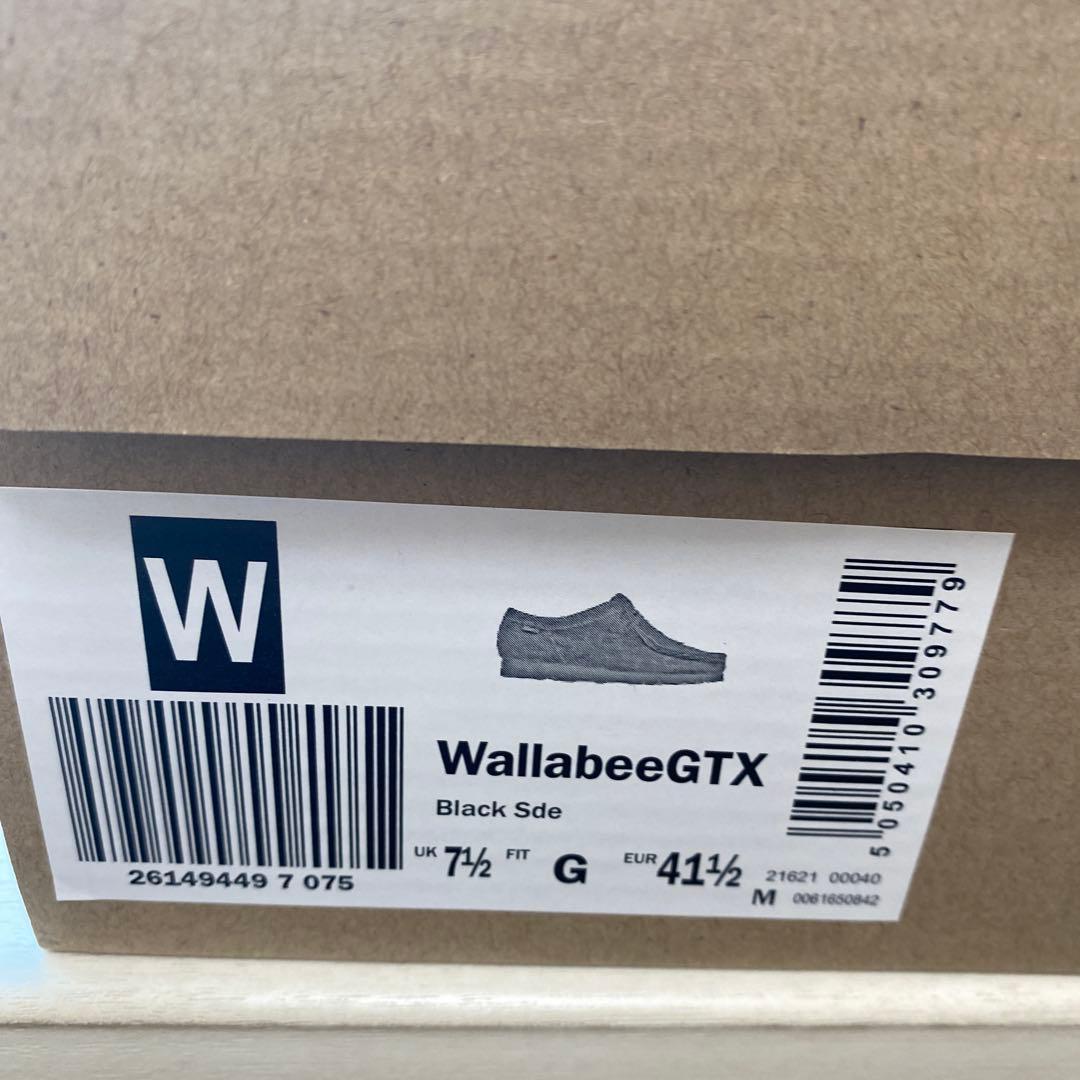 W
26149449 7 075
WallabeeGTX
Black Sde
UK 7½ FIT G EUR 41½
21621 00040
M 0061650842
5 050410 309779